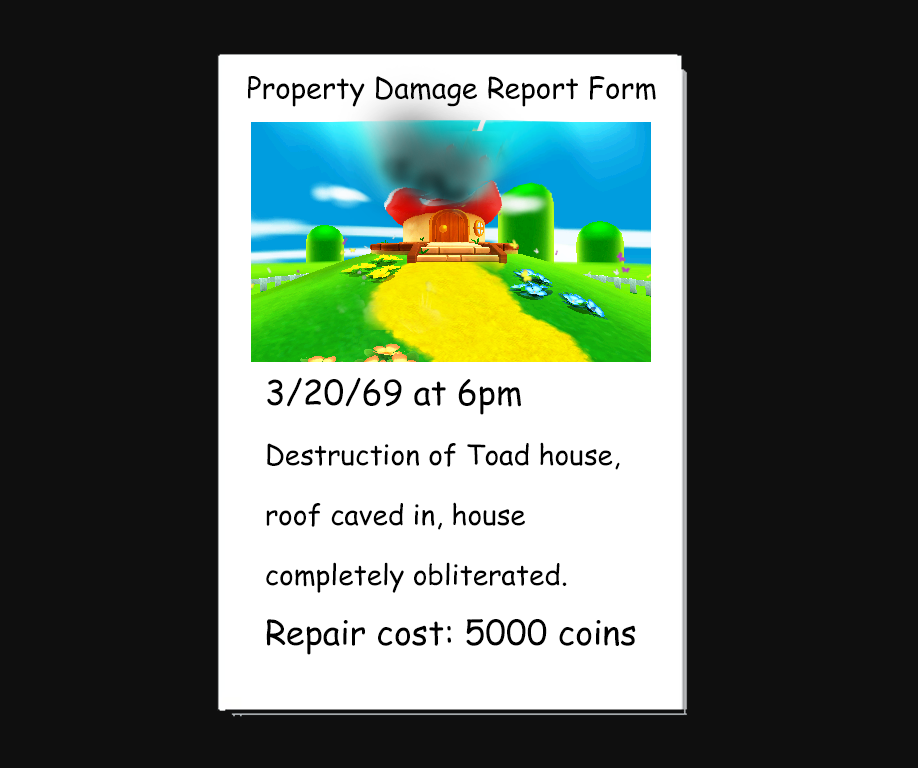 Property Damage Report Form
3/20/69 at 6pm
Destruction of Toad house,
roof caved in, house
completely obliterated.
Repair cost: 5000 coins